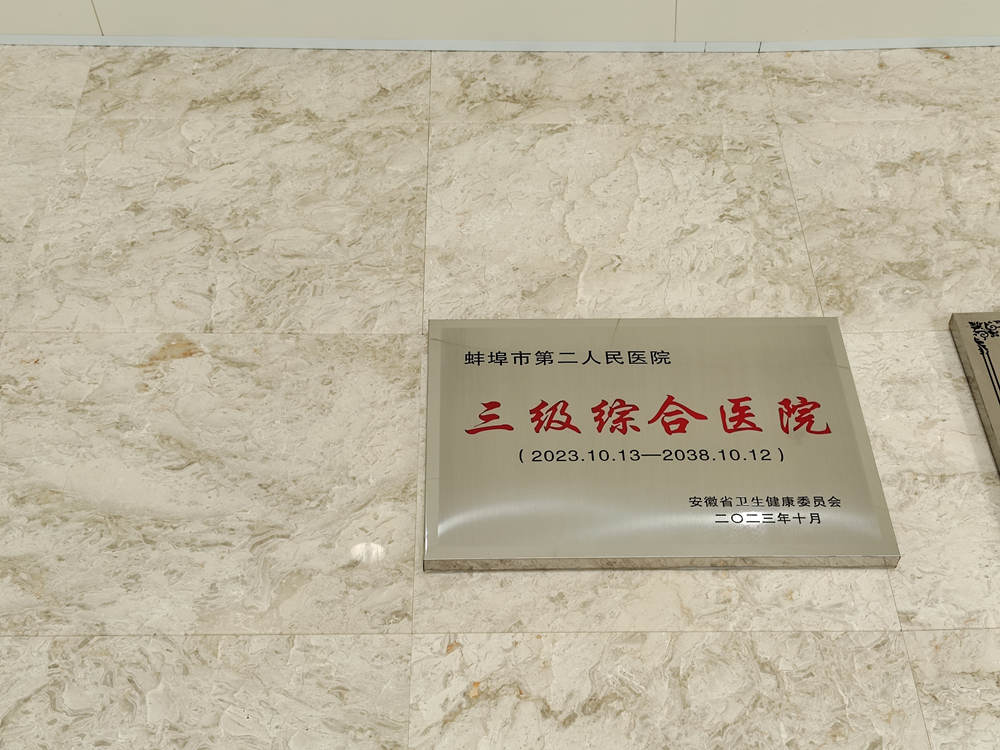 蚌埠市第二人民医院
三级综合医院
（2023.10.13—2038.10.12）
安徽省卫生健康委员会
二〇二三年十月